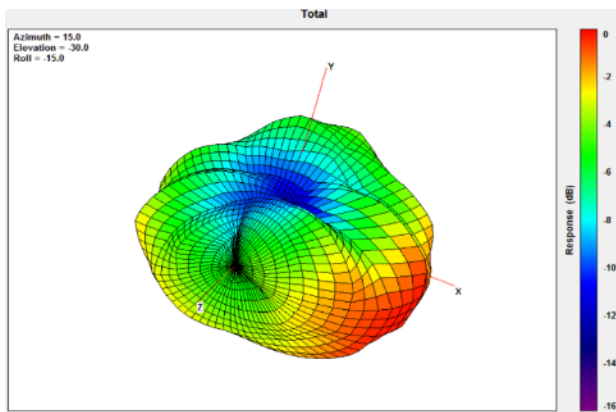 Total
Azimuth = 15.0
Elevation = -30.0
Roll = -15.0
Y
X
Z
0
-2
-4
-6
-8
-10
-12
-14
-16
Response (dB)